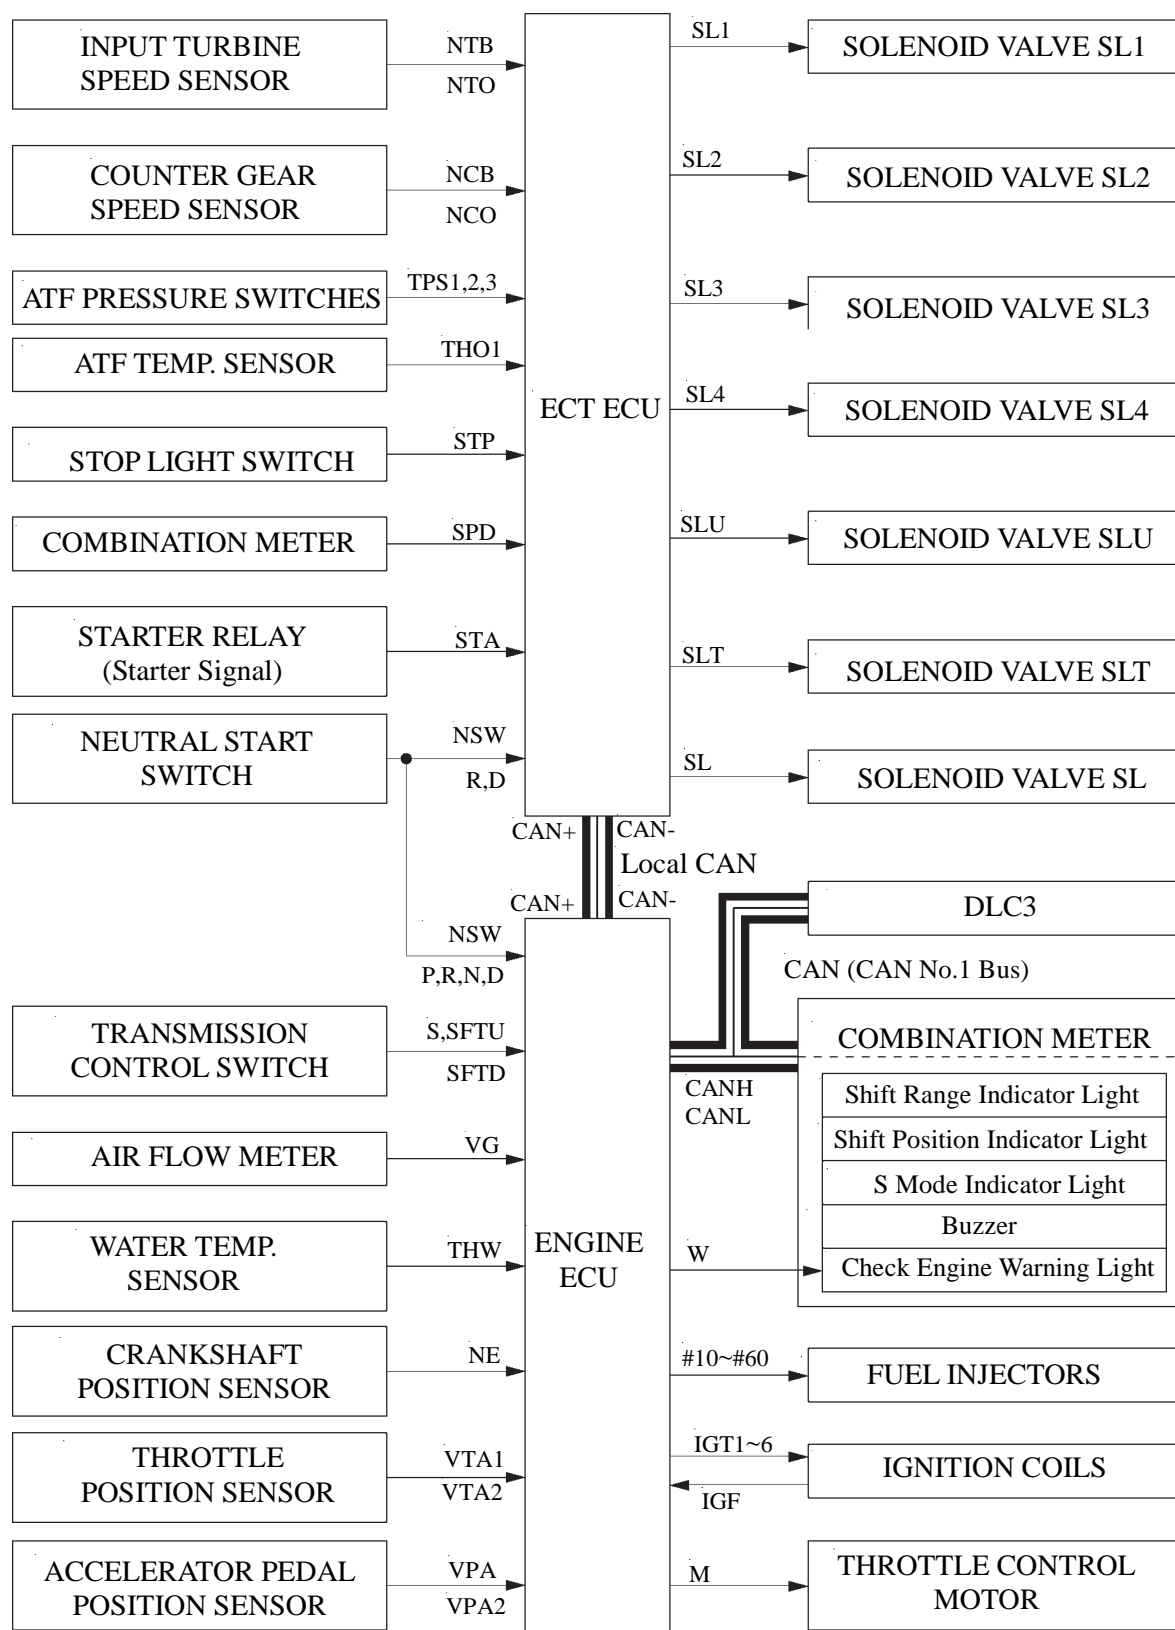 INPUT TURBINE
SPEED SENSOR
NTB
NTO
SL1
SOLENOID VALVE SL1
COUNTER GEAR
SPEED SENSOR
NCB
NCO
SL2
SOLENOID VALVE SL2
ATF PRESSURE SWITCHES
TPS1,2,3
SL3
SOLENOID VALVE SL3
ATF TEMP. SENSOR
THO1
ECT ECU
SL4
SOLENOID VALVE SL4
STOP LIGHT SWITCH
STP
COMBINATION METER
SPD
SLU
SOLENOID VALVE SLU
STARTER RELAY
(Starter Signal)
STA
SLT
SOLENOID VALVE SLT
NEUTRAL START
SWITCH
NSW
R,D
SL
SOLENOID VALVE SL
CAN+
CAN-
Local CAN
CAN+
CAN-
DLC3
NSW
P,R,N,D
CAN (CAN No.1 Bus)
TRANSMISSION
CONTROL SWITCH
S,SFTU
SFTD
CANH
CANL
COMBINATION METER
Shift Range Indicator Light
Shift Position Indicator Light
S Mode Indicator Light
Buzzer
Check Engine Warning Light
AIR FLOW METER
VG
WATER TEMP.
SENSOR
THW
ENGINE
ECU
W
CRANKSHAFT
POSITION SENSOR
NE
#10~#60
FUEL INJECTORS
THROTTLE
POSITION SENSOR
VTA1
VTA2
IGT1~6
IGF
IGNITION COILS
ACCELERATOR PEDAL
POSITION SENSOR
VPA
VPA2
M
THROTTLE CONTROL
MOTOR